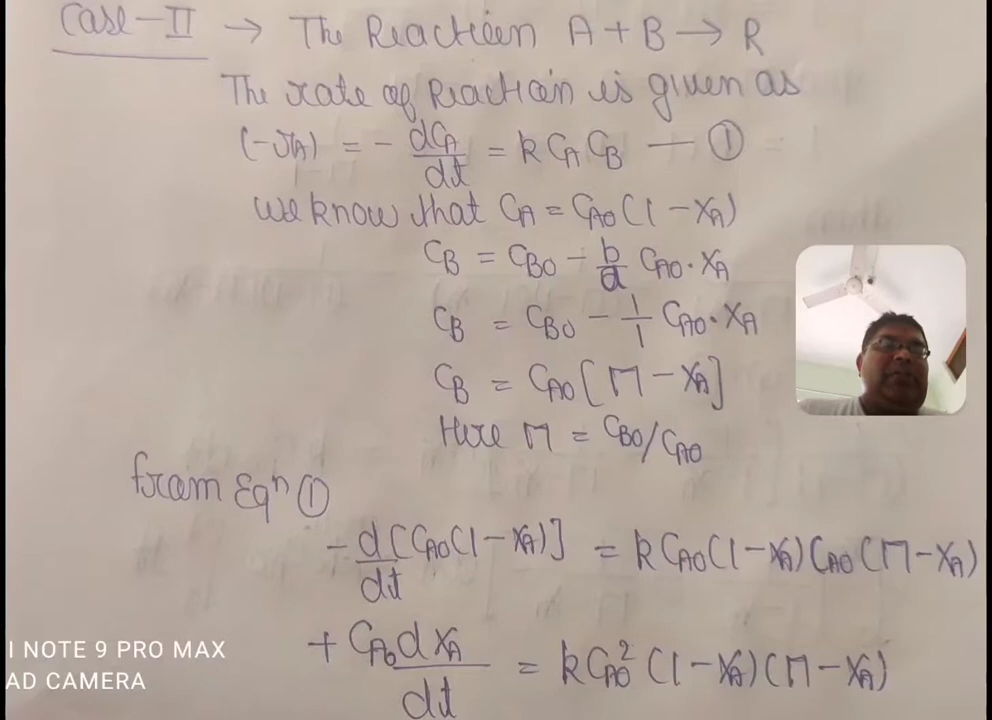 Case-II → The Reaction A + B → R
The rate of Reaction is given as
(-rA) = - dCA/dt = k CA CB — ①
We know that CA = CA0 (1 - XA)
CB = CB0 - b/a CA0 · XA
CB = CB0 - 1/1 CA0 · XA
CB = CA0 [M - XA]
Here M = CB0/CA0
from Eqn ①
- d/dt [CA0 (1 - XA)] = k CA0 (1 - XA) CA0 (M - XA)
+ CA0 dXA/dt = k CA0² (1 - XA) (M - XA)
I NOTE 9 PRO MAX
AD CAMERA